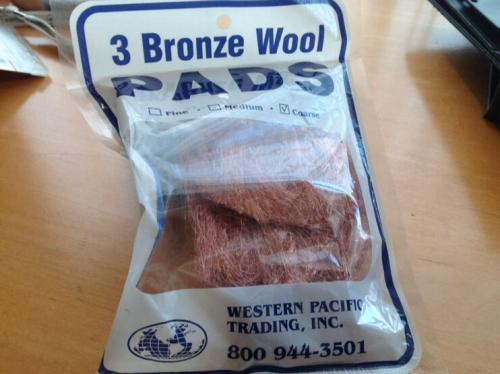 3 Bronze Wool
PADS
Fine • Medium • Coarse
WESTERN PACIFIC
TRADING, INC.
800 944-3501